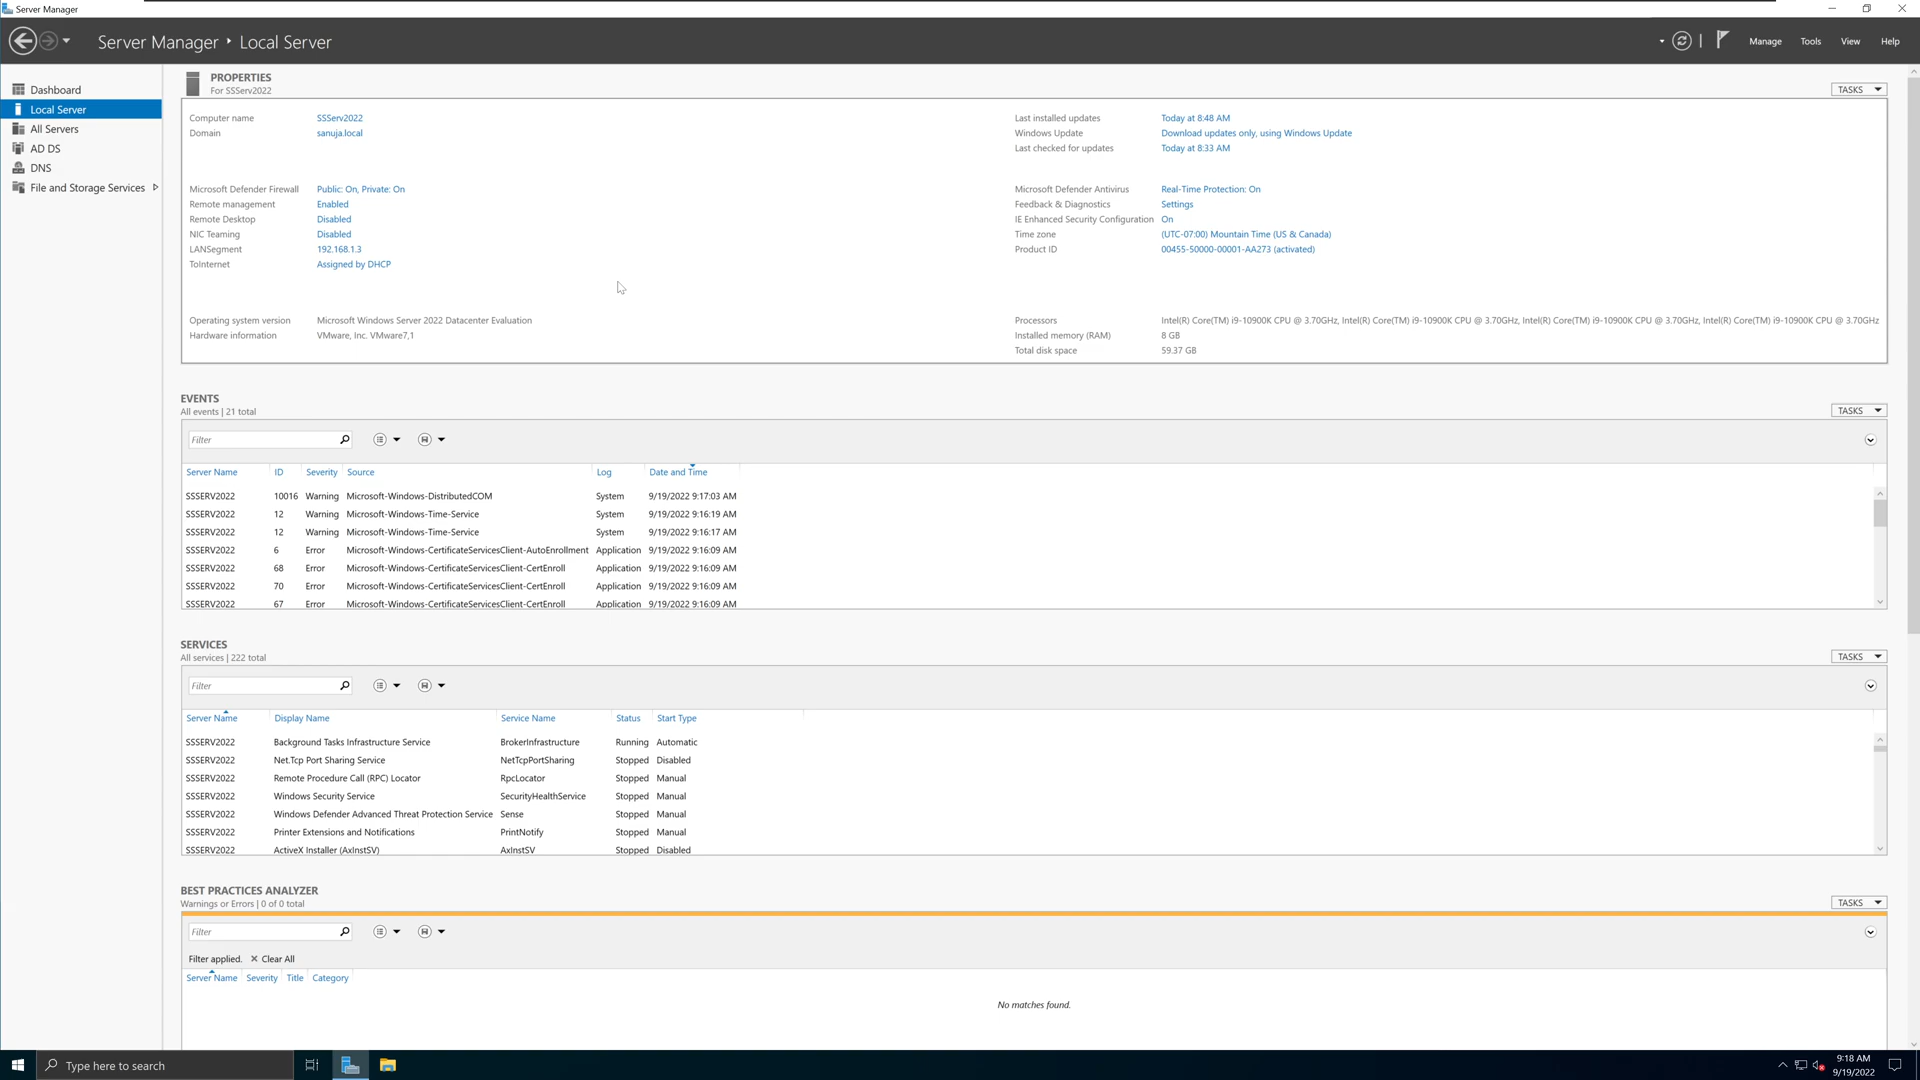 Server Manager
Server Manager ‣ Local Server
Manage Tools View Help
Dashboard
Local Server
All Servers
AD DS
DNS
File and Storage Services
PROPERTIES
For SSServ2022
TASKS
Computer name SSServ2022
Domain sanuja.local
Last installed updates Today at 8:48 AM
Windows Update Download updates only, using Windows Update
Last checked for updates Today at 8:33 AM
Microsoft Defender Firewall Public: On, Private: On
Remote management Enabled
Remote Desktop Disabled
NIC Teaming Disabled
LANSegment 192.168.1.3
ToInternet Assigned by DHCP
Microsoft Defender Antivirus Real-Time Protection: On
Feedback & Diagnostics Settings
IE Enhanced Security Configuration On
Time zone (UTC-07:00) Mountain Time (US & Canada)
Product ID 00455-50000-00001-AA273 (activated)
Operating system version Microsoft Windows Server 2022 Datacenter Evaluation
Hardware information VMware, Inc. VMware7,1
Processors Intel(R) Core(TM) i9-10900K CPU @ 3.70GHz, Intel(R) Core(TM) i9-10900K CPU @ 3.70GHz, Intel(R) Core(TM) i9-10900K CPU @ 3.70GHz, Intel(R) Core(TM) i9-10900K CPU @ 3.70GHz
Installed memory (RAM) 8 GB
Total disk space 59.37 GB
EVENTS
All events | 21 total
TASKS
Filter
Server Name ID Severity Source Log Date and Time
SSSERV2022 10016 Warning Microsoft-Windows-DistributedCOM System 9/19/2022 9:17:03 AM
SSSERV2022 12 Warning Microsoft-Windows-Time-Service System 9/19/2022 9:16:19 AM
SSSERV2022 12 Warning Microsoft-Windows-Time-Service System 9/19/2022 9:16:17 AM
SSSERV2022 6 Error Microsoft-Windows-CertificateServicesClient-AutoEnrollment Application 9/19/2022 9:16:09 AM
SSSERV2022 68 Error Microsoft-Windows-CertificateServicesClient-CertEnroll Application 9/19/2022 9:16:09 AM
SSSERV2022 70 Error Microsoft-Windows-CertificateServicesClient-CertEnroll Application 9/19/2022 9:16:09 AM
SSSERV2022 67 Error Microsoft-Windows-CertificateServicesClient-CertEnroll Application 9/19/2022 9:16:09 AM
SERVICES
All services | 222 total
TASKS
Filter
Server Name Display Name Service Name Status Start Type
SSSERV2022 Background Tasks Infrastructure Service BrokerInfrastructure Running Automatic
SSSERV2022 Net.Tcp Port Sharing Service NetTcpPortSharing Stopped Disabled
SSSERV2022 Remote Procedure Call (RPC) Locator RpcLocator Stopped Manual
SSSERV2022 Windows Security Service SecurityHealthService Stopped Manual
SSSERV2022 Windows Defender Advanced Threat Protection Service Sense Stopped Manual
SSSERV2022 Printer Extensions and Notifications PrintNotify Stopped Manual
SSSERV2022 ActiveX Installer (AxInstSV) AxInstSV Stopped Disabled
BEST PRACTICES ANALYZER
Warnings or Errors | 0 of 0 total
TASKS
Filter
Filter applied. ✕ Clear All
Server Name Severity Title Category
No matches found.
Type here to search
9:18 AM
9/19/2022